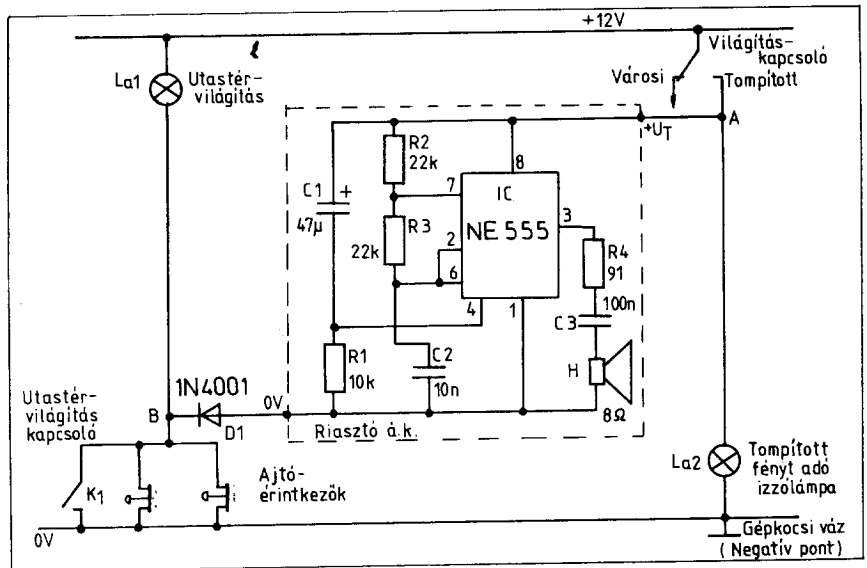 +12V
Világítás-
kapcsoló
La1
Utastér-
világítás
Városi
Tompított
+UT
A
R2
22k
8
C1
+
47µ
7
IC
3
NE 555
R3
22k
2
6
R4
91
4
1
100n
C3
R1
10k
C2
10n
H
8Ω
1N4001
Utastér-
világítás
kapcsoló
B
0V
D1
Riasztó á.k.
La2
Tompított
fényt adó
izzólámpa
K1
Ajtó-
érintkezők
0V
Gépkocsi váz
(Negatív pont)